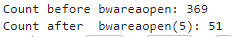 Count before bwareaopen: 369
Count after  bwareaopen(5): 51